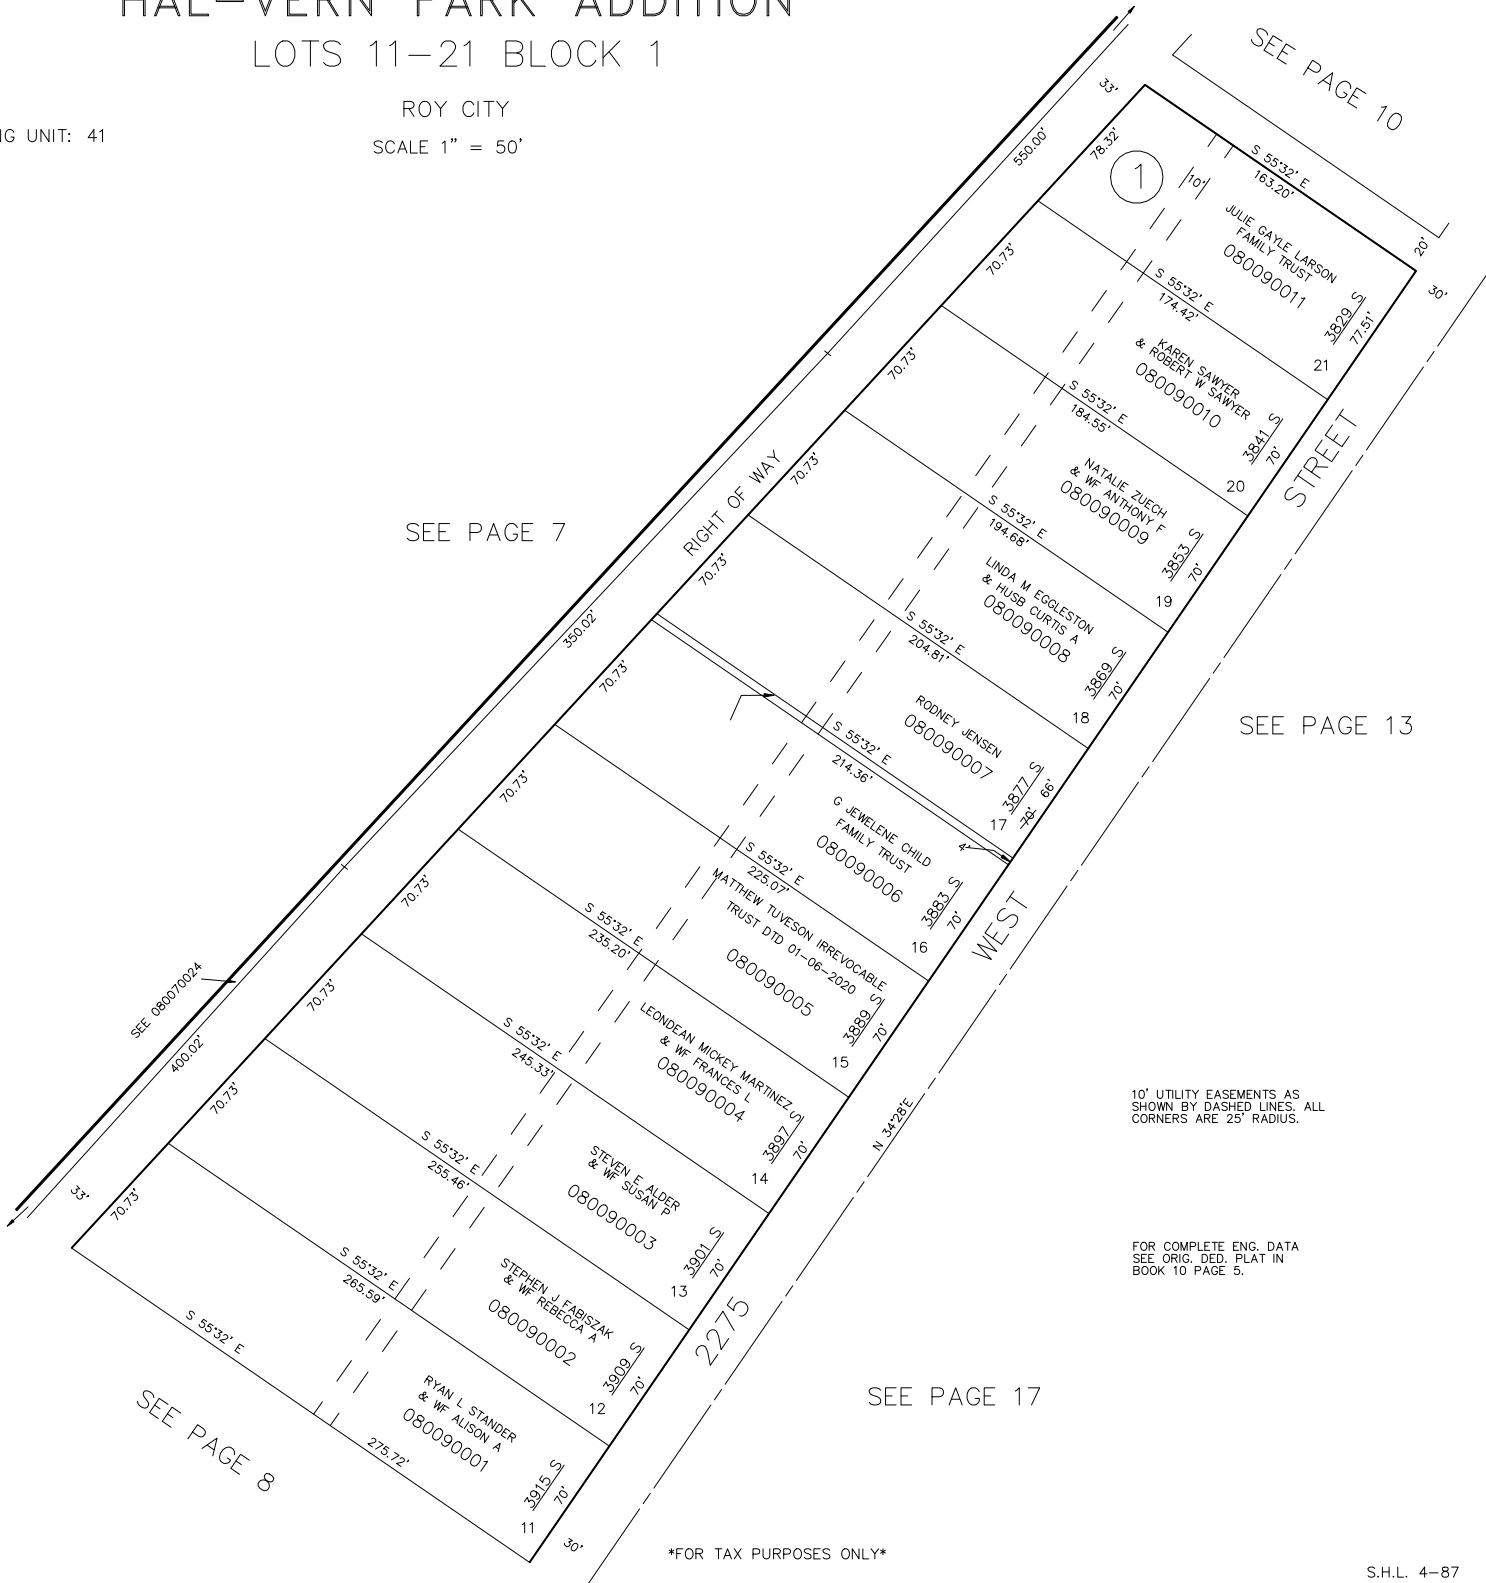 HAL-VERN PARK ADDITION
LOTS 11-21 BLOCK 1
ROY CITY
SCALE 1" = 50'
UNIT: 41
SEE PAGE 10
33'
550.00'
78.32'
1
10'
S 55°32' E
163.20'
JULIE GAYLE LARSON
FAMILY TRUST
080090011
3829 S
77.51'
21
20'
30'
70.73'
S 55°32' E
174.42'
KAREN SAWYER
& ROBERT W SAWYER
080090010
3841 S
70'
20
70.73'
S 55°32' E
184.55'
NATALIE ZUECH
& WF ANTHONY F
080090009
3853 S
70'
19
70.73'
S 55°32' E
194.68'
LINDA M EGGLESTON
& HUSB CURTIS A
080090008
3869 S
70'
18
70.73'
S 55°32' E
204.81'
RODNEY JENSEN
080090007
3877 S
70' 66'
17
4'
70.73'
S 55°32' E
214.36'
G JEWELENE CHILD
FAMILY TRUST
080090006
3883 S
70'
16
70.73'
S 55°32' E
225.07'
MATTHEW TUVESON IRREVOCABLE
TRUST DTD 01-06-2020
080090005
3889 S
70'
15
70.73'
S 55°32' E
235.20'
LEONDEAN MICKEY MARTINEZ
& WF FRANCES L
080090004
3897 S
70'
14
70.73'
S 55°32' E
245.33'
STEVEN E ALDER
& WF SUSAN P
080090003
3901 S
70'
13
70.73'
S 55°32' E
255.46'
STEPHEN J FABISZAK
& WF REBECCA A
080090002
3909 S
70'
12
70.73'
S 55°32' E
265.59'
RYAN L STANDER
& WF ALISON A
080090001
3915 S
70'
11
S 55°32' E
275.72'
30'
33'
RIGHT OF WAY
350.02'
400.02'
SEE 080070024
SEE PAGE 7
SEE PAGE 8
2275 WEST STREET
N 34°28'E
SEE PAGE 13
SEE PAGE 17
10' UTILITY EASEMENTS AS
SHOWN BY DASHED LINES. ALL
CORNERS ARE 25' RADIUS.
FOR COMPLETE ENG. DATA
SEE ORIG. DED. PLAT IN
BOOK 10 PAGE 5.
*FOR TAX PURPOSES ONLY*
S.H.L. 4-87